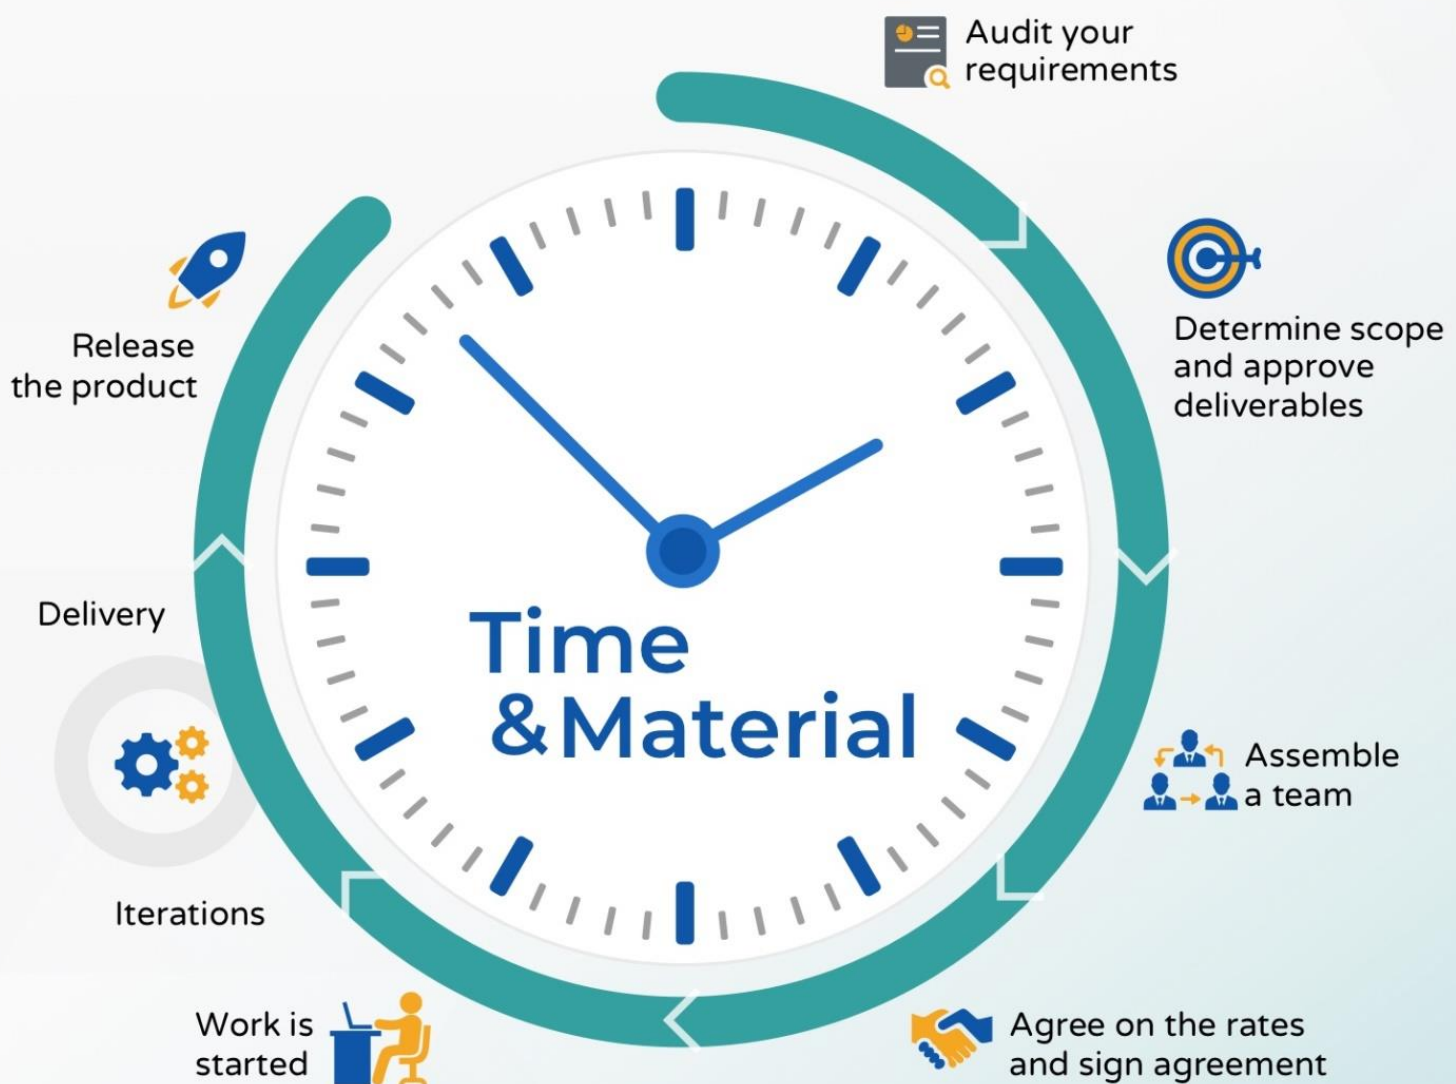 Audit your
requirements
Determine scope
and approve
deliverables
Assemble
a team
Agree on the rates
and sign agreement
Work is
started
Iterations
Delivery
Release
the product
Time
&Material